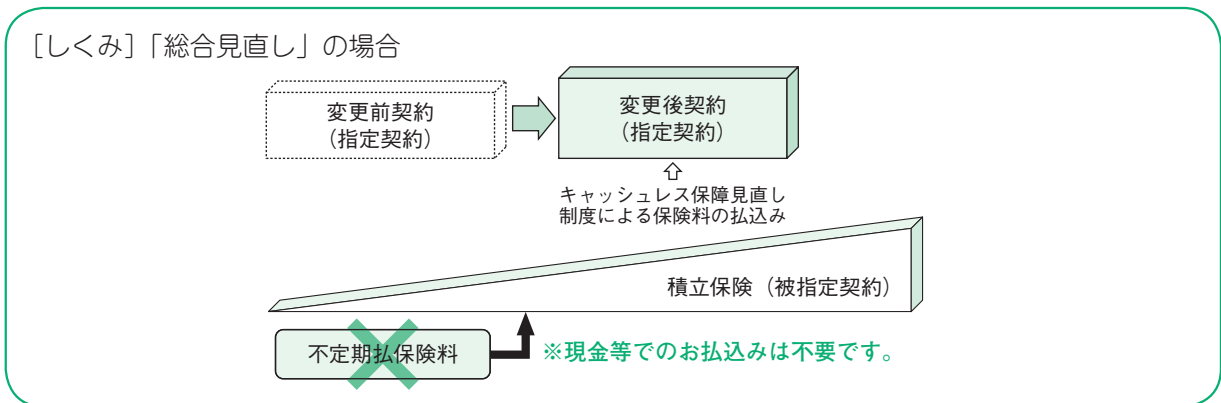 ［しくみ］「総合見直し」の場合
変更前契約
（指定契約）
変更後契約
（指定契約）
キャッシュレス保障見直し
制度による保険料の払込み
積立保険（被指定契約）
不定期払保険料
※現金等でのお払込みは不要です。